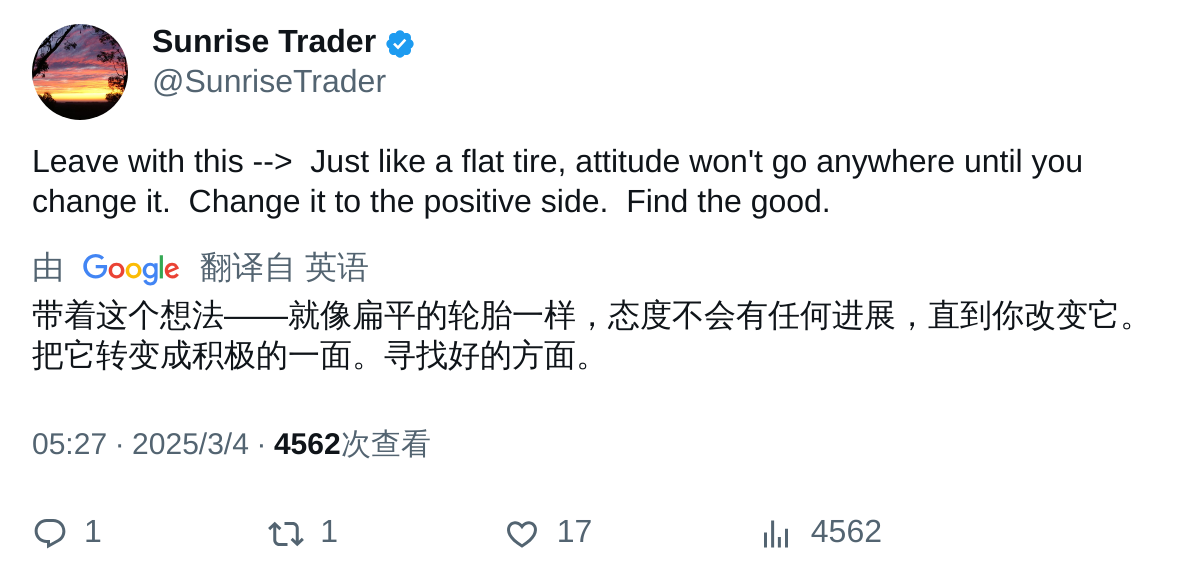 Sunrise Trader
@SunriseTrader
Leave with this -->  Just like a flat tire, attitude won't go anywhere until you
change it.  Change it to the positive side.  Find the good.
由 Google 翻译自 英语
带着这个想法——就像扁平的轮胎一样，态度不会有任何进展，直到你改变它。
把它转变成积极的一面。寻找好的方面。
05:27 · 2025/3/4 · 4562次查看
1 1 17 4562